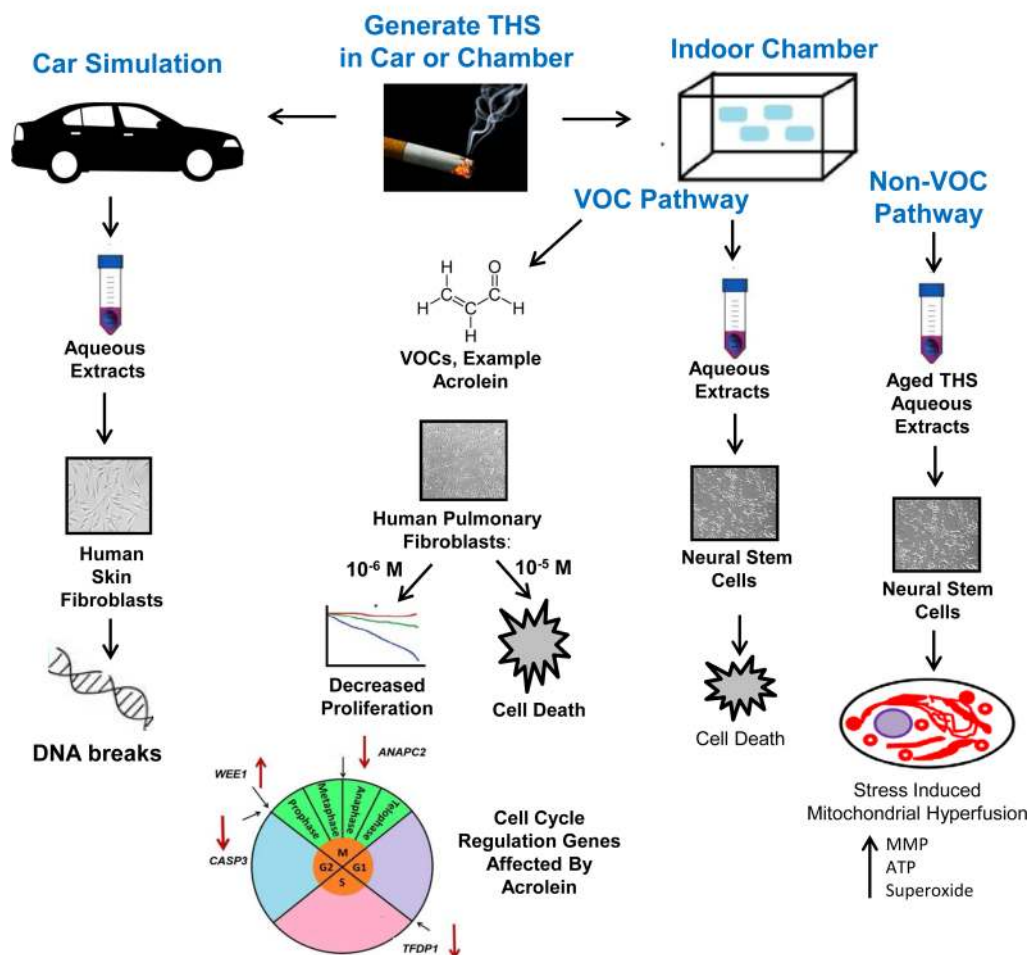 Generate THS
in Car or Chamber
Car Simulation
Indoor Chamber
VOC Pathway
Non-VOC
Pathway
Aqueous
Extracts
Human
Skin
Fibroblasts
DNA breaks
H
O
H
C
C
C
H
H
VOCs, Example
Acrolein
Human Pulmonary
Fibroblasts:
10-6 M
10-5 M
Decreased
Proliferation
Cell Death
Aqueous
Extracts
Neural Stem
Cells
Cell Death
Aged THS
Aqueous
Extracts
Neural Stem
Cells
Stress Induced
Mitochondrial Hyperfusion
MMP
ATP
Superoxide
WEE1
ANAPC2
CASP3
TFDP1
Prophase
Metaphase
Anaphase
Telophase
M
G2
G1
S
Cell Cycle
Regulation Genes
Affected By
Acrolein